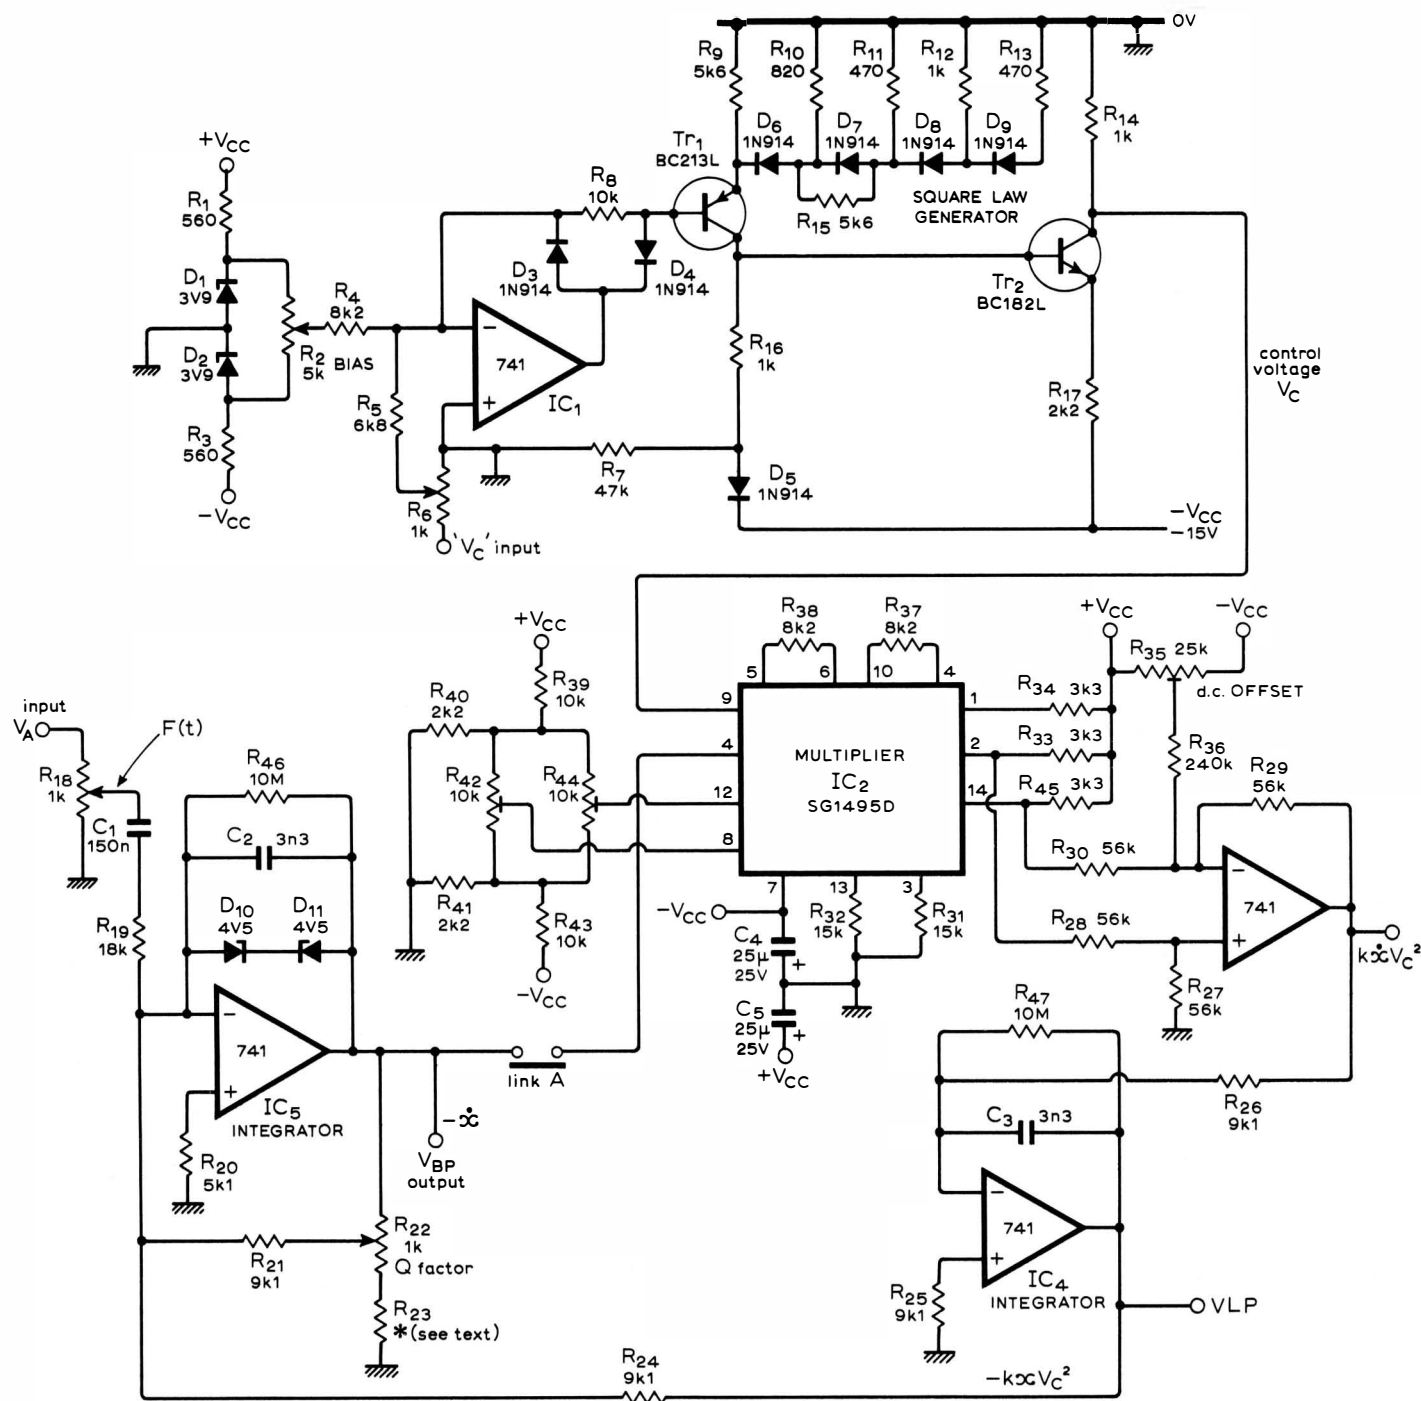 0V
R9
5k6
R10
820
R11
470
R12
1k
R13
470
R14
1k
D6
1N914
D7
1N914
D8
1N914
D9
1N914
Tr1
BC213L
R15 5k6
SQUARE LAW
GENERATOR
+VCC
R1
560
D1
3V9
D2
3V9
R3
560
-VCC
R2
5k
BIAS
R4
8k2
R8
10k
D3
1N914
D4
1N914
-
741
+
IC1
R5
6k8
R6
1k
'VC' input
R7
47k
R16
1k
D5
1N914
Tr2
BC182L
R17
2k2
-VCC
-15V
control
voltage
VC
input
VA
F(t)
R18
1k
C1
150n
R46
10M
C2 3n3
D10
4V5
D11
4V5
R19
18k
-
741
+
IC5
INTEGRATOR
R20
5k1
R21
9k1
R22
1k
Q factor
R23
*(see text)
-ẋ
VBP
output
link A
+VCC
R39
10k
R40
2k2
R42
10k
R44
10k
R41
2k2
R43
10k
-VCC
R38
8k2
R37
8k2
5 6 10 4
9
4
12
8
MULTIPLIER
IC2
SG1495D
1
2
14
7 13 3
-VCC
C4
25µ
25V
+
C5
25µ
25V
+
+VCC
R32
15k
R31
15k
+VCC
-VCC
R35 25k
d.c. OFFSET
R34 3k3
R33 3k3
R45 3k3
R36
240k
R29
56k
R30 56k
R28 56k
R27
56k
-
741
+
kẋVC²
R47
10M
R26
9k1
C3 3n3
-
741
+
IC4
INTEGRATOR
R25
9k1
VLP
R24
9k1
-kxVC²